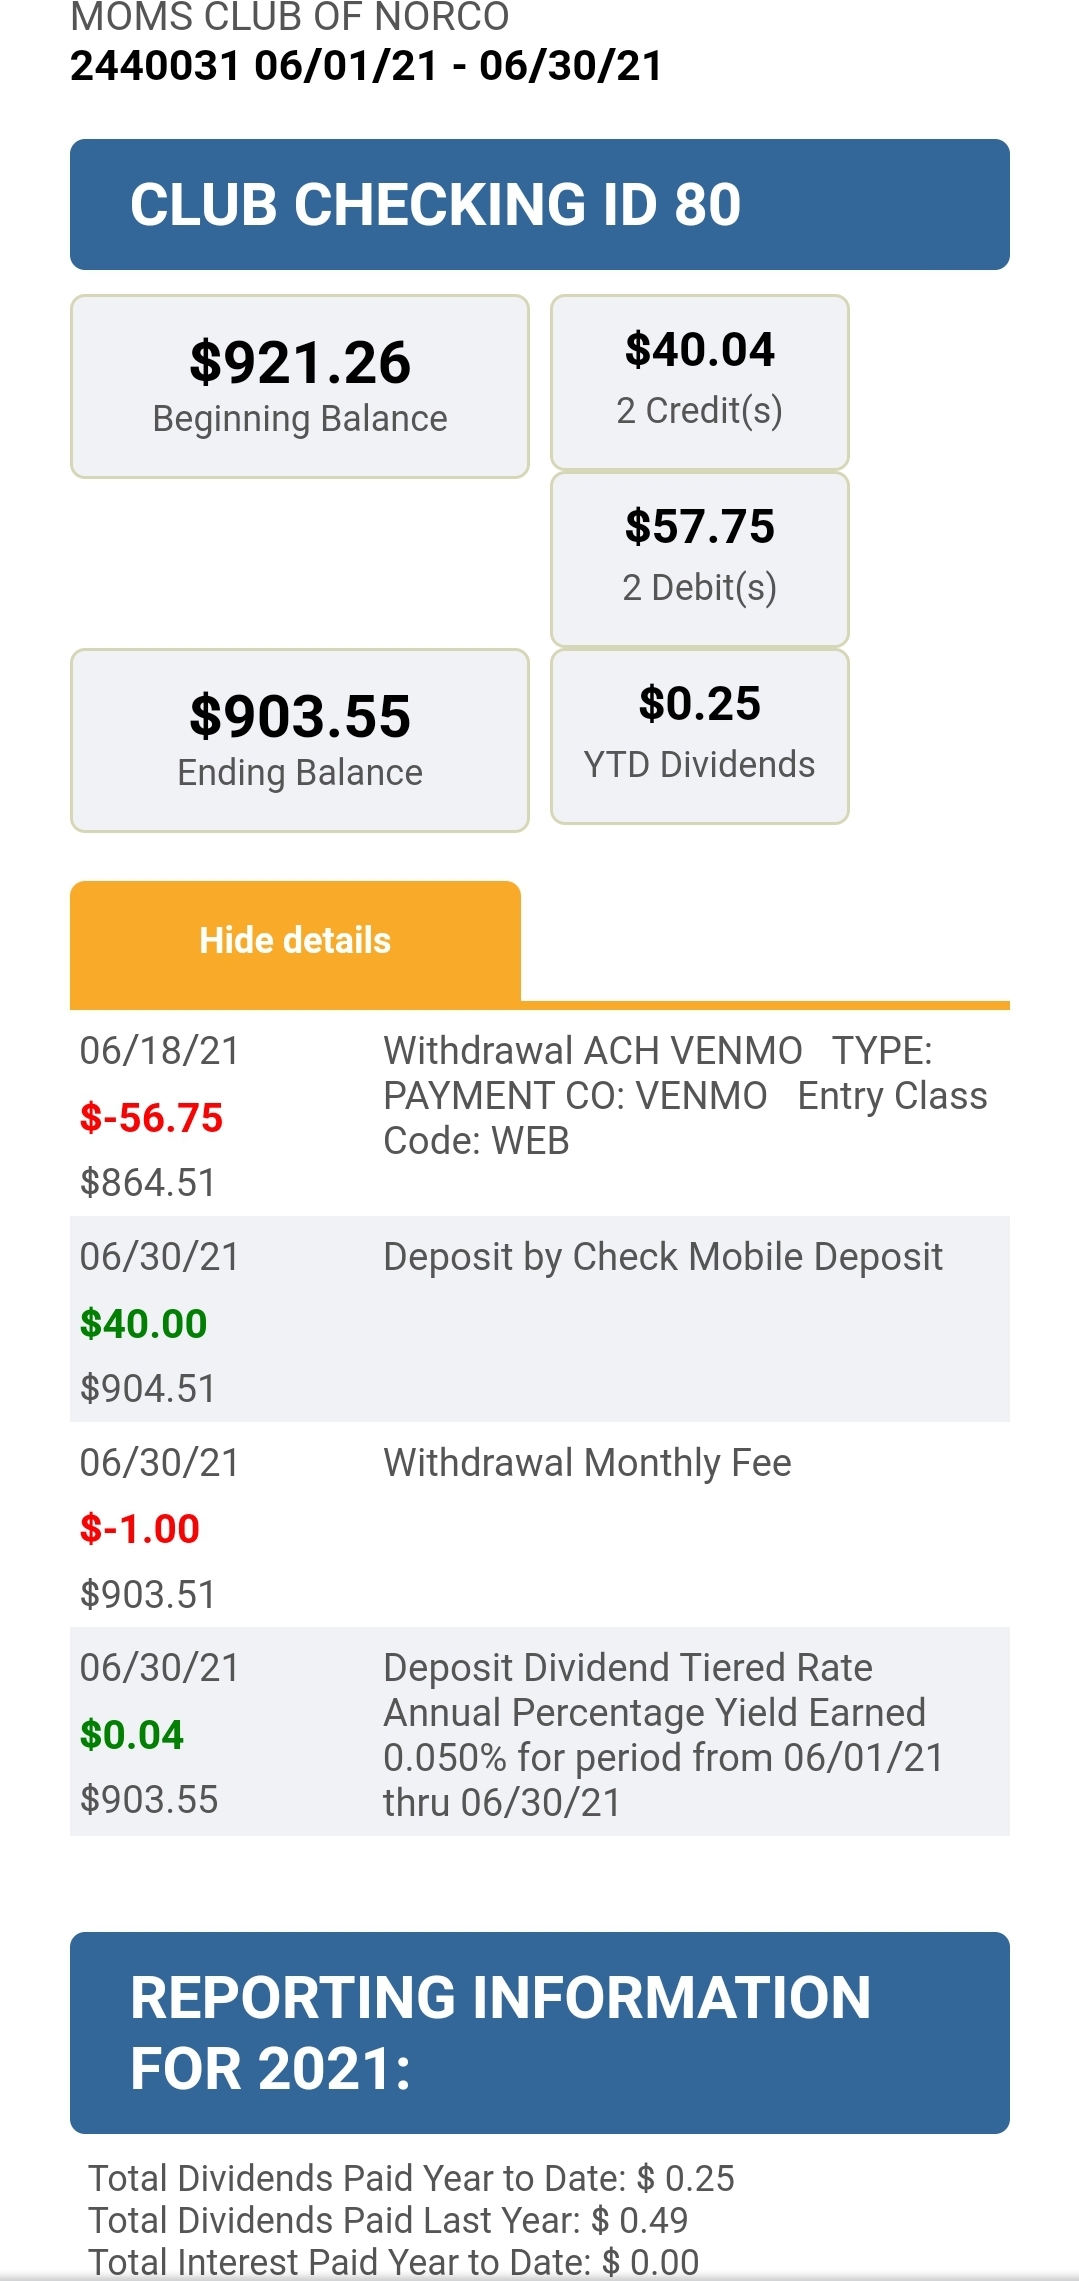 MOMS CLUB OF NORCO
2440031 06/01/21 - 06/30/21
CLUB CHECKING ID 80
$921.26
Beginning Balance
$40.04
2 Credit(s)
$57.75
2 Debit(s)
$903.55
Ending Balance
$0.25
YTD Dividends
Hide details
06/18/21
$-56.75
$864.51
Withdrawal ACH VENMO TYPE:
PAYMENT CO: VENMO Entry Class
Code: WEB
06/30/21
$40.00
$904.51
Deposit by Check Mobile Deposit
06/30/21
$-1.00
$903.51
Withdrawal Monthly Fee
06/30/21
$0.04
$903.55
Deposit Dividend Tiered Rate
Annual Percentage Yield Earned
0.050% for period from 06/01/21
thru 06/30/21
REPORTING INFORMATION
FOR 2021:
Total Dividends Paid Year to Date: $ 0.25
Total Dividends Paid Last Year: $ 0.49
Total Interest Paid Year to Date: $ 0.00